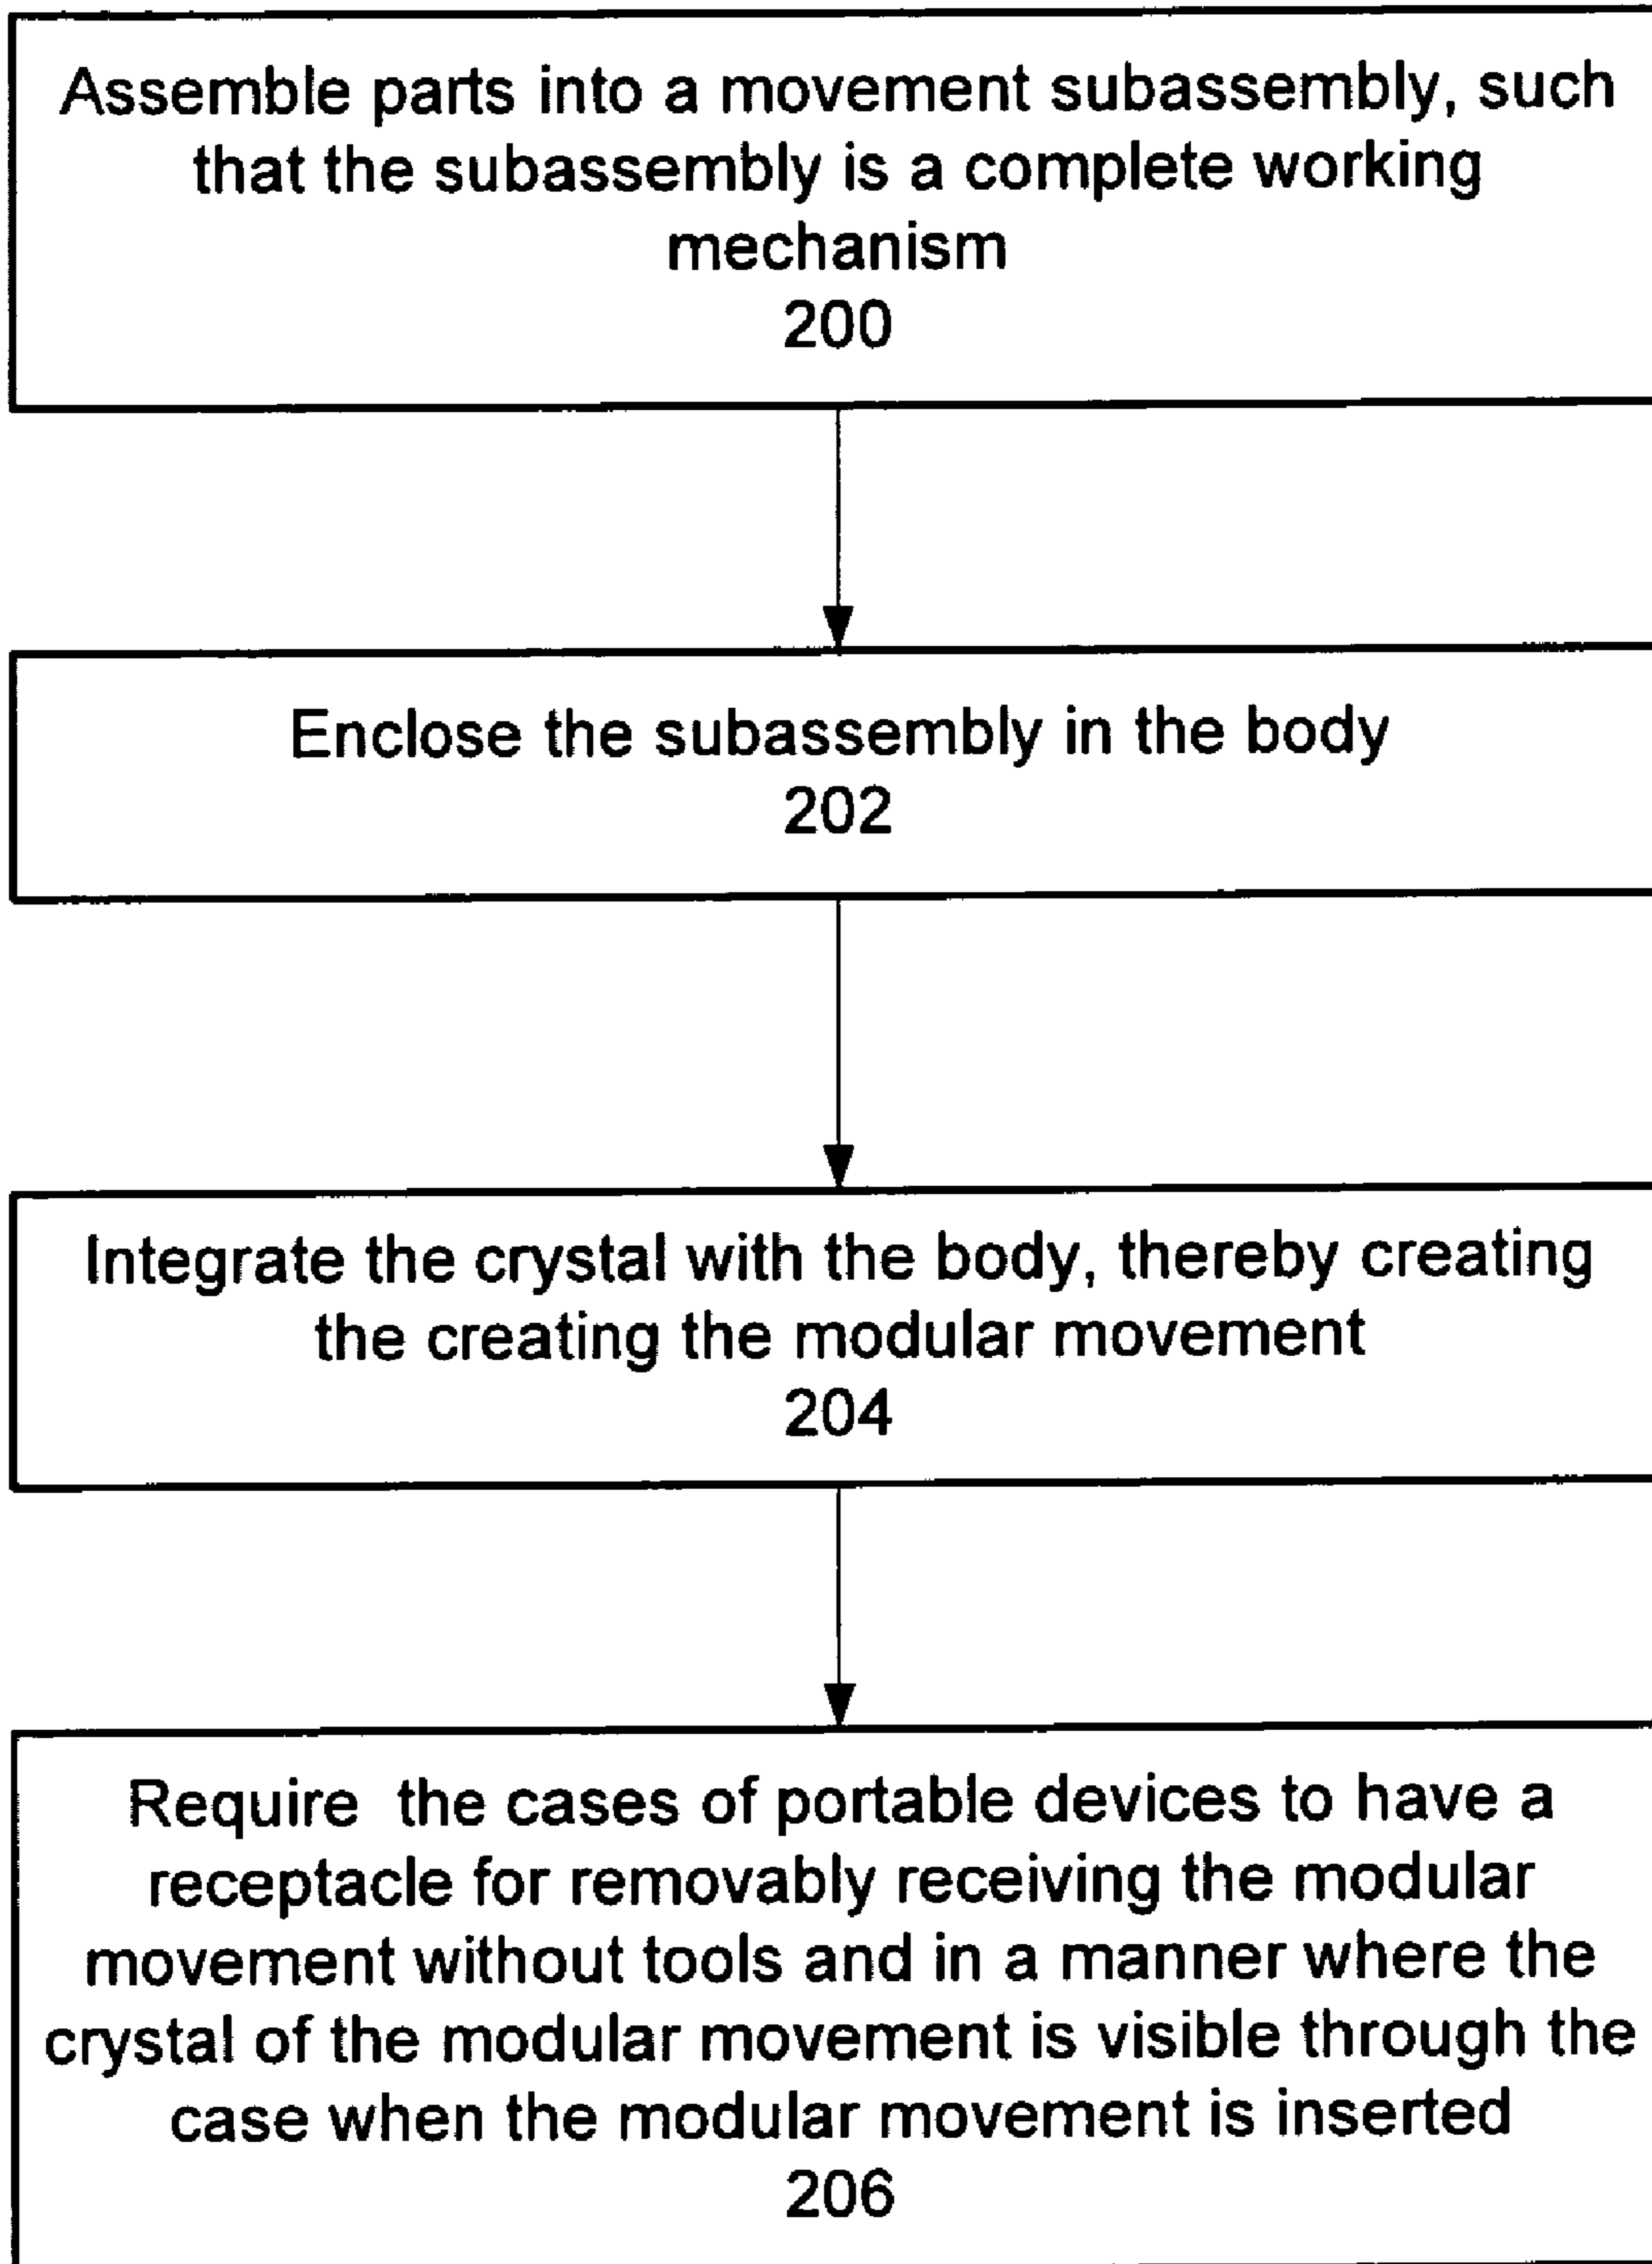 Assemble parts into a movement subassembly, such
that the subassembly is a complete working
mechanism
200
Enclose the subassembly in the body
202
Integrate the crystal with the body, thereby creating
the creating the modular movement
204
Require the cases of portable devices to have a
receptacle for removably receiving the modular
movement without tools and in a manner where the
crystal of the modular movement is visible through the
case when the modular movement is inserted
206